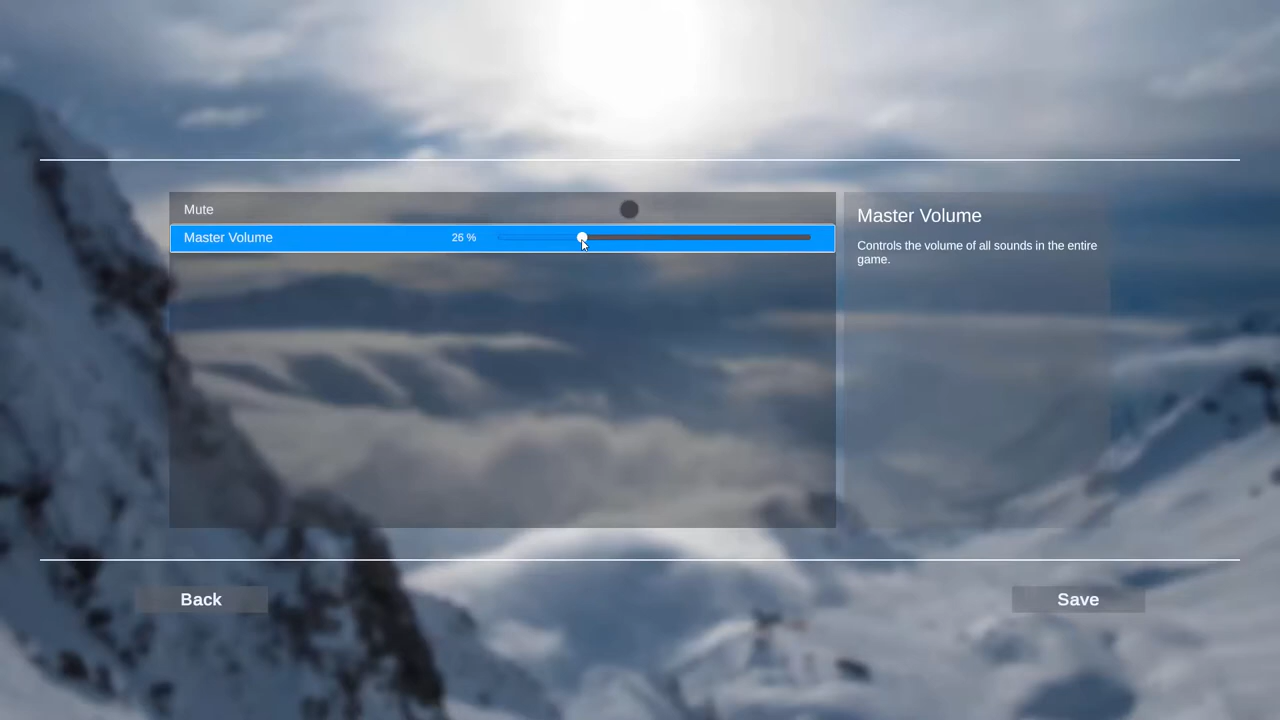 Mute
Master Volume 26 %
Master Volume
Controls the volume of all sounds in the entire
game.
Back
Save